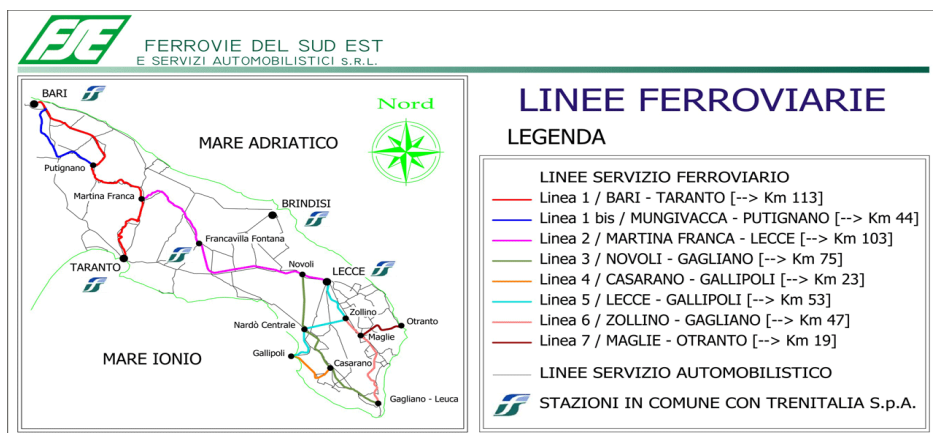 FSE
FERROVIE DEL SUD EST
E SERVIZI AUTOMOBILISTICI S.R.L.
BARI
Nord
MARE ADRIATICO
Putignano
Martina Franca
BRINDISI
Francavilla Fontana
TARANTO
Novoli
LECCE
Zollino
Otranto
Nardò Centrale
Maglie
MARE IONIO
Gallipoli
Casarano
Gagliano - Leuca
LINEE FERROVIARIE
LEGENDA
LINEE SERVIZIO FERROVIARIO
Linea 1 / BARI - TARANTO [--> Km 113]
Linea 1 bis / MUNGIVACCA - PUTIGNANO [--> Km 44]
Linea 2 / MARTINA FRANCA - LECCE [--> Km 103]
Linea 3 / NOVOLI - GAGLIANO [--> Km 75]
Linea 4 / CASARANO - GALLIPOLI [--> Km 23]
Linea 5 / LECCE - GALLIPOLI [--> Km 53]
Linea 6 / ZOLLINO - GAGLIANO [--> Km 47]
Linea 7 / MAGLIE - OTRANTO [--> Km 19]
LINEE SERVIZIO AUTOMOBILISTICO
STAZIONI IN COMUNE CON TRENITALIA S.p.A.